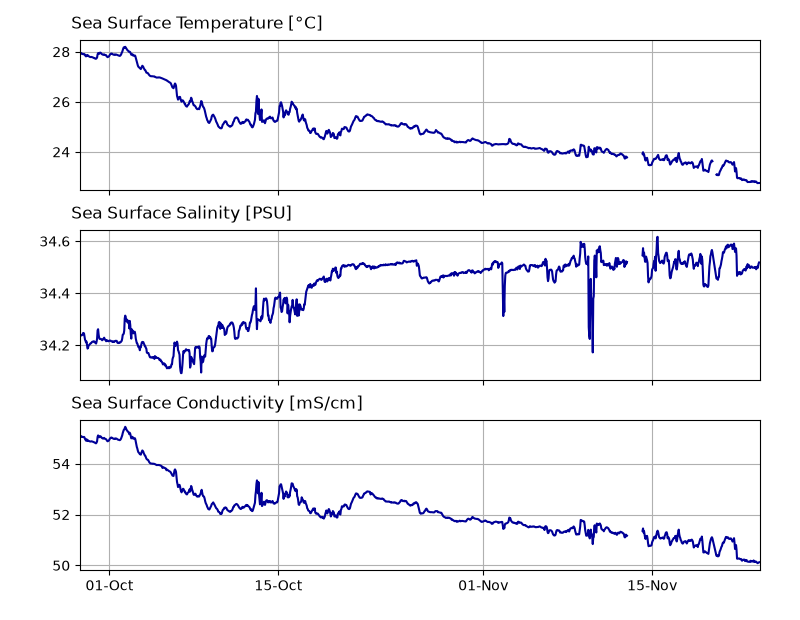 Sea Surface Temperature [°C]
28
26
24
Sea Surface Salinity [PSU]
34.6
34.4
34.2
Sea Surface Conductivity [mS/cm]
54
52
50
01-Oct 15-Oct 01-Nov 15-Nov